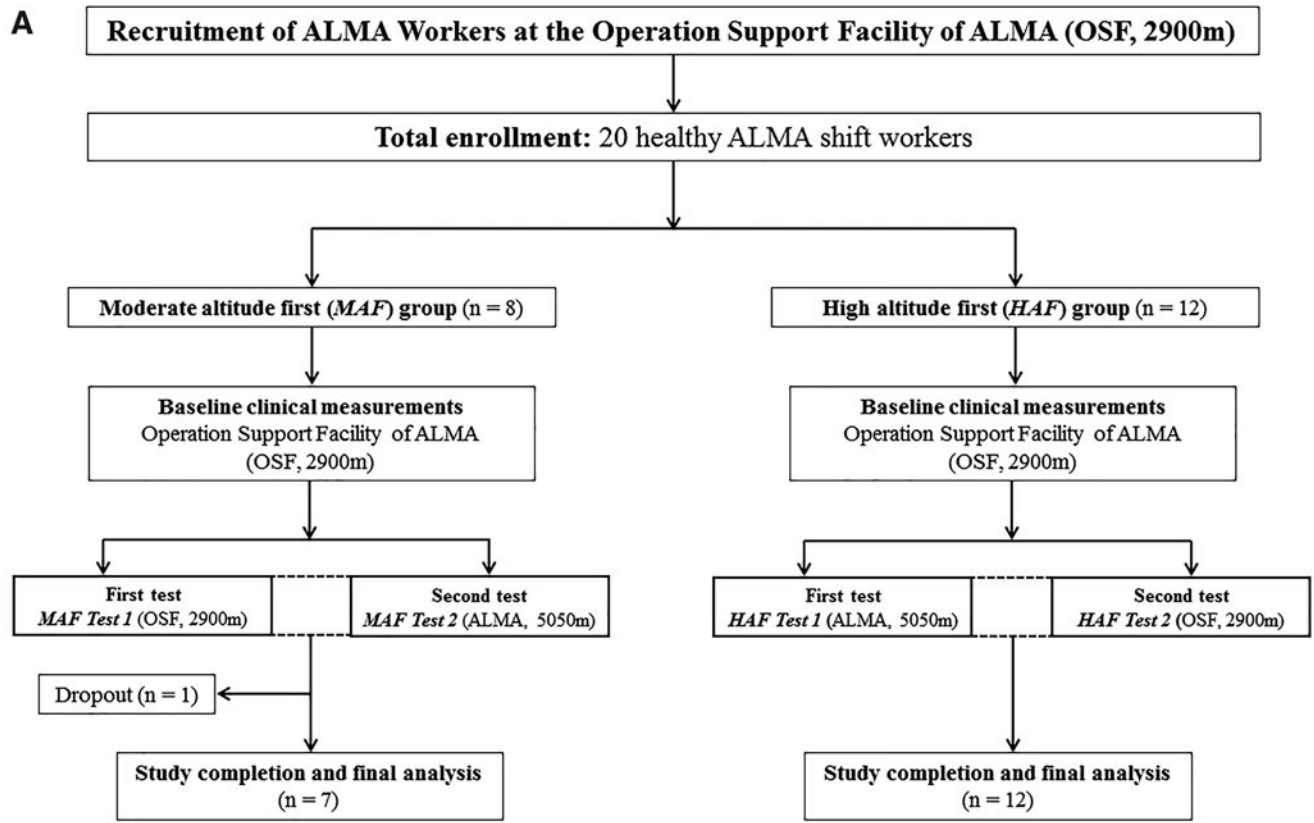 A
Recruitment of ALMA Workers at the Operation Support Facility of ALMA (OSF, 2900m)
Total enrollment: 20 healthy ALMA shift workers
Moderate altitude first (MAF) group (n = 8)
High altitude first (HAF) group (n = 12)
Baseline clinical measurements
Operation Support Facility of ALMA
(OSF, 2900m)
Baseline clinical measurements
Operation Support Facility of ALMA
(OSF, 2900m)
First test
MAF Test 1 (OSF, 2900m)
Second test
MAF Test 2 (ALMA, 5050m)
First test
HAF Test 1 (ALMA, 5050m)
Second test
HAF Test 2 (OSF, 2900m)
Dropout (n = 1)
Study completion and final analysis
(n = 7)
Study completion and final analysis
(n = 12)